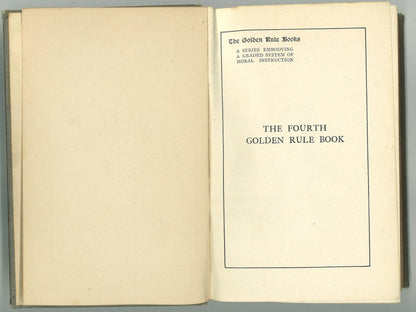 The Golden Rule Books
A SERIES EMBODYING
A GRADED SYSTEM OF
MORAL INSTRUCTION
THE FOURTH
GOLDEN RULE BOOK